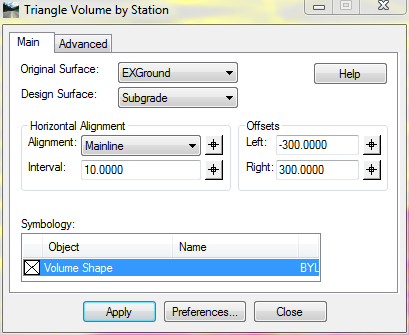 Triangle Volume by Station
Main Advanced
Original Surface: EXGround Help
Design Surface: Subgrade
Horizontal Alignment Offsets
Alignment: Mainline Left: -300.0000
Interval: 10.0000 Right: 300.0000
Symbology:
Object Name
Volume Shape BYL
Apply Preferences... Close